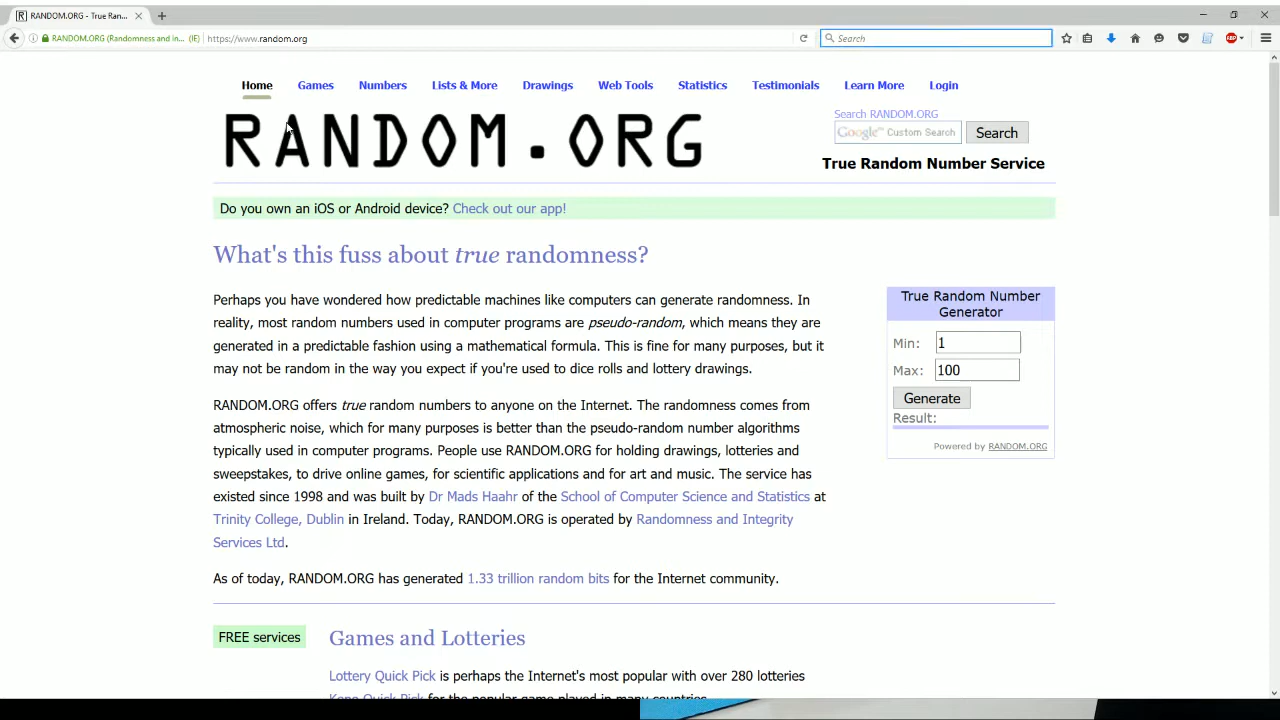 RANDOM.ORG - True Ran...
RANDOM.ORG (Randomness and In... (IE) https://www.random.org Search
Home Games Numbers Lists & More Drawings Web Tools Statistics Testimonials Learn More Login
RANDOM.ORG
Search RANDOM.ORG
Google™ Custom Search Search
True Random Number Service
Do you own an iOS or Android device? Check out our app!
What's this fuss about true randomness?
Perhaps you have wondered how predictable machines like computers can generate randomness. In
reality, most random numbers used in computer programs are pseudo-random, which means they are
generated in a predictable fashion using a mathematical formula. This is fine for many purposes, but it
may not be random in the way you expect if you're used to dice rolls and lottery drawings.
RANDOM.ORG offers true random numbers to anyone on the Internet. The randomness comes from
atmospheric noise, which for many purposes is better than the pseudo-random number algorithms
typically used in computer programs. People use RANDOM.ORG for holding drawings, lotteries and
sweepstakes, to drive online games, for scientific applications and for art and music. The service has
existed since 1998 and was built by Dr Mads Haahr of the School of Computer Science and Statistics at
Trinity College, Dublin in Ireland. Today, RANDOM.ORG is operated by Randomness and Integrity
Services Ltd.
As of today, RANDOM.ORG has generated 1.33 trillion random bits for the Internet community.
True Random Number
Generator
Min: 1
Max: 100
Generate
Result:
Powered by RANDOM.ORG
FREE services
Games and Lotteries
Lottery Quick Pick is perhaps the Internet's most popular with over 280 lotteries
Keno Quick Pick for the popular game played in many countries